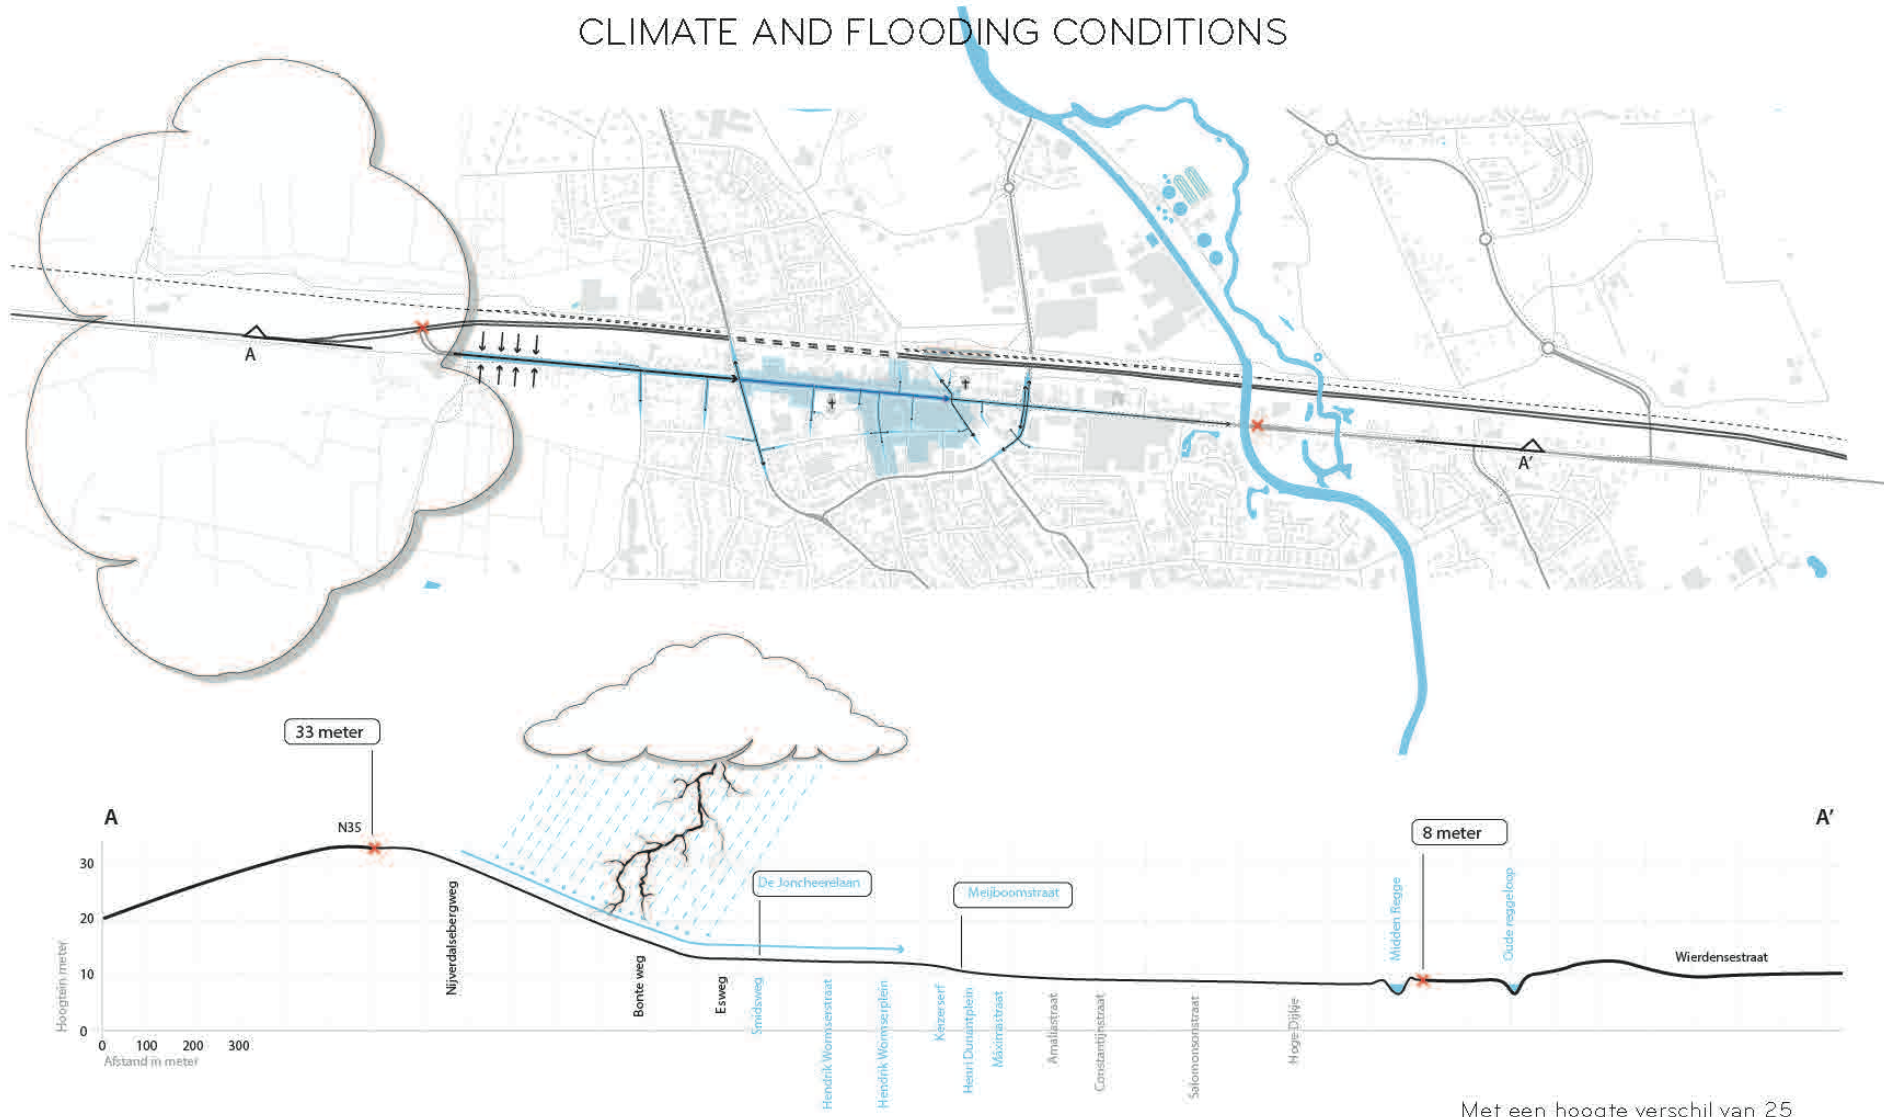 CLIMATE AND FLOODING CONDITIONS
A
A'
33 meter
8 meter
A
A'
N35
30
20
10
0
Hoogte in meter
0 100 200 300
Afstand in meter
Nijverdalsebergweg
Bonte weg
Esweg
De Joncheerelaan
Smidsweg
Hendrik Wormserstraat
Hendrik Wormserplein
Keizerserf
Meijboomstraat
Henri Dunantplein
Máximastraat
Amaliastraat
Constantijnstraat
Salomonsonstraat
Hoge Dijkje
Midden Regge
Oude reggeloop
Wierdensestraat
Met een hoogte verschil van 25